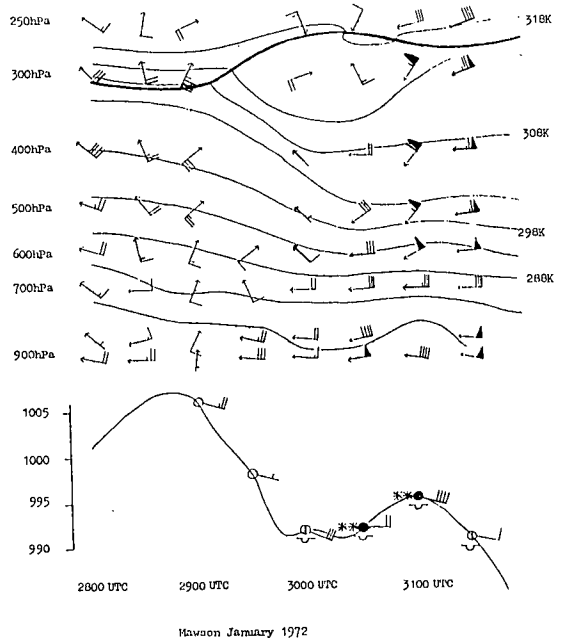 250hPa
318K
300hPa
308K
400hPa
500hPa
298K
600hPa
288K
700hPa
900hPa
1005
1000
995
990
2800 UTC 2900 UTC 3000 UTC 3100 UTC
Mawson January 1972